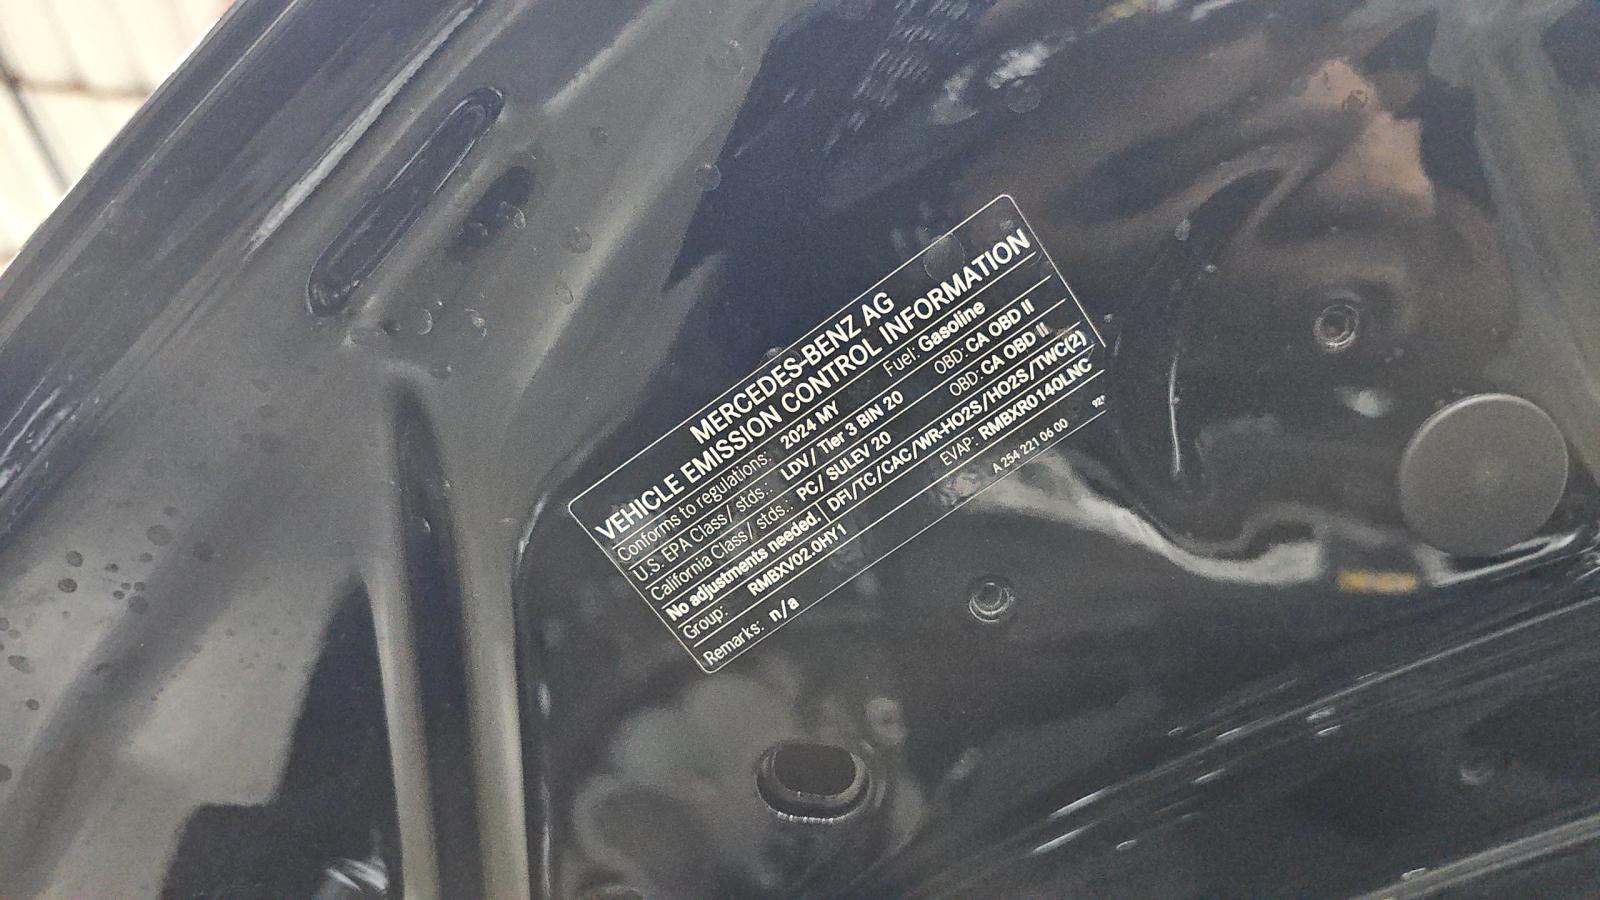 MERCEDES-BENZ AG
VEHICLE EMISSION CONTROL INFORMATION
Conforms to regulations: 2024 MY Fuel: Gasoline
U.S. EPA Class/ stds.: LDV/ Tier 3 BIN 20 OBD: CA OBD II
California Class/ stds.: PC/ SULEV 20 OBD: CA OBD II
No adjustments needed. DFI/TC/CAC/WR-HO2S/HO2S/TWC(2)
Group: RMBXV02.0HY1 EVAP: RMBXR0140LNC
Remarks: n/a A 254 221 06 00